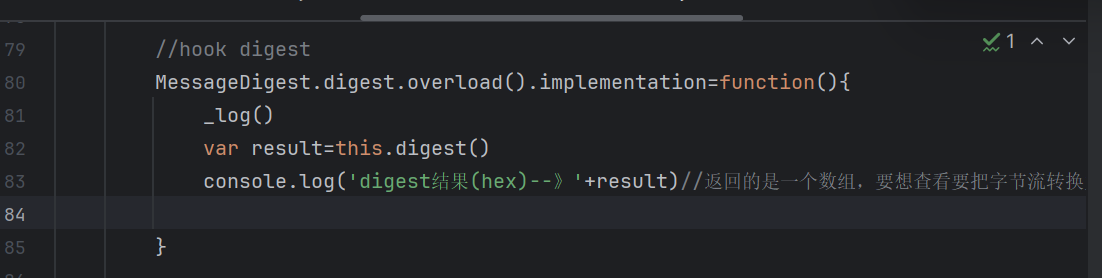 79 //hook digest
1
80 MessageDigest.digest.overload().implementation=function(){
81 _log()
82 var result=this.digest()
83 console.log('digest结果(hex)--》'+result)//返回的是一个数组，要想查看要把字节流转换
84
85 }